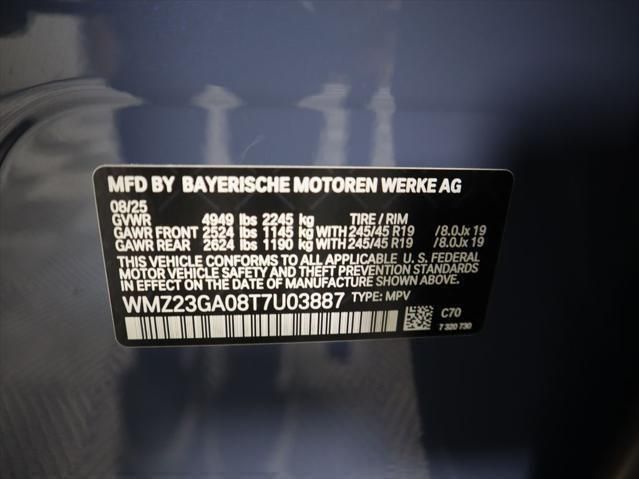 MFD BY BAYERISCHE MOTOREN WERKE AG
08/25
GVWR 4949 lbs 2245 kg TIRE / RIM
GAWR FRONT 2524 lbs 1145 kg WITH 245/45 R19 /8.0Jx 19
GAWR REAR 2624 lbs 1190 kg WITH 245/45 R19 /8.0Jx 19
THIS VEHICLE CONFORMS TO ALL APPLICABLE U.S. FEDERAL
MOTOR VEHICLE SAFETY AND THEFT PREVENTION STANDARDS
IN EFFECT ON THE DATE OF MANUFACTURE SHOWN ABOVE.
WMZ23GA08T7U03887 TYPE: MPV
C70
7 320 730